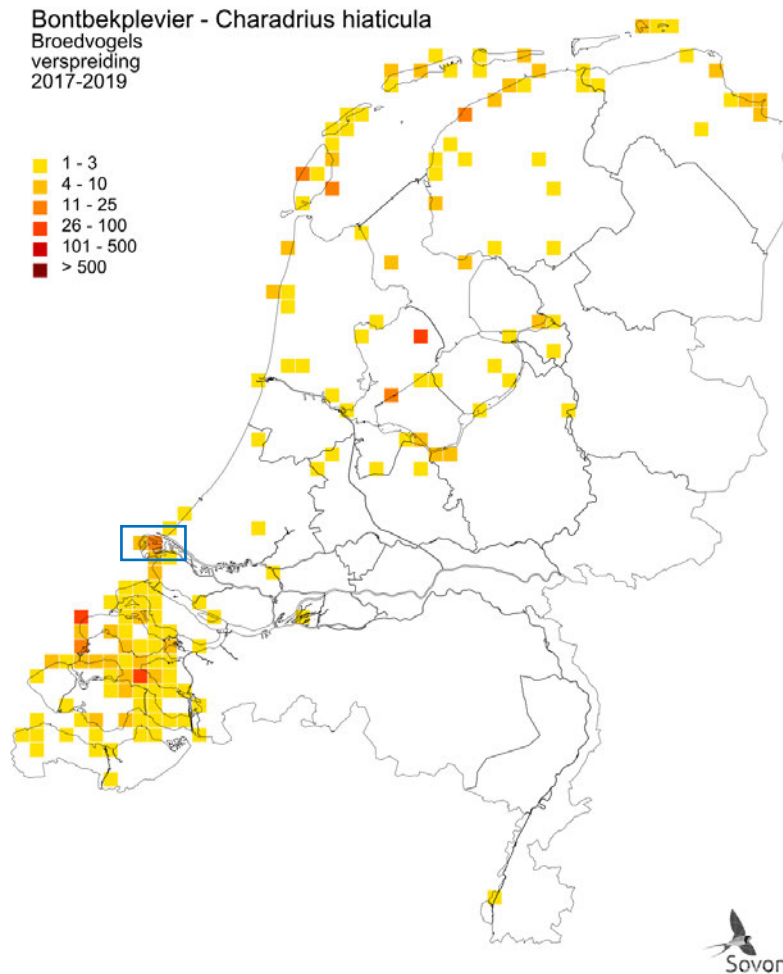 Bontbekplevier - Charadrius hiaticula
Broedvogels
verspreiding
2017-2019
1 - 3
4 - 10
11 - 25
26 - 100
101 - 500
> 500
Sovon